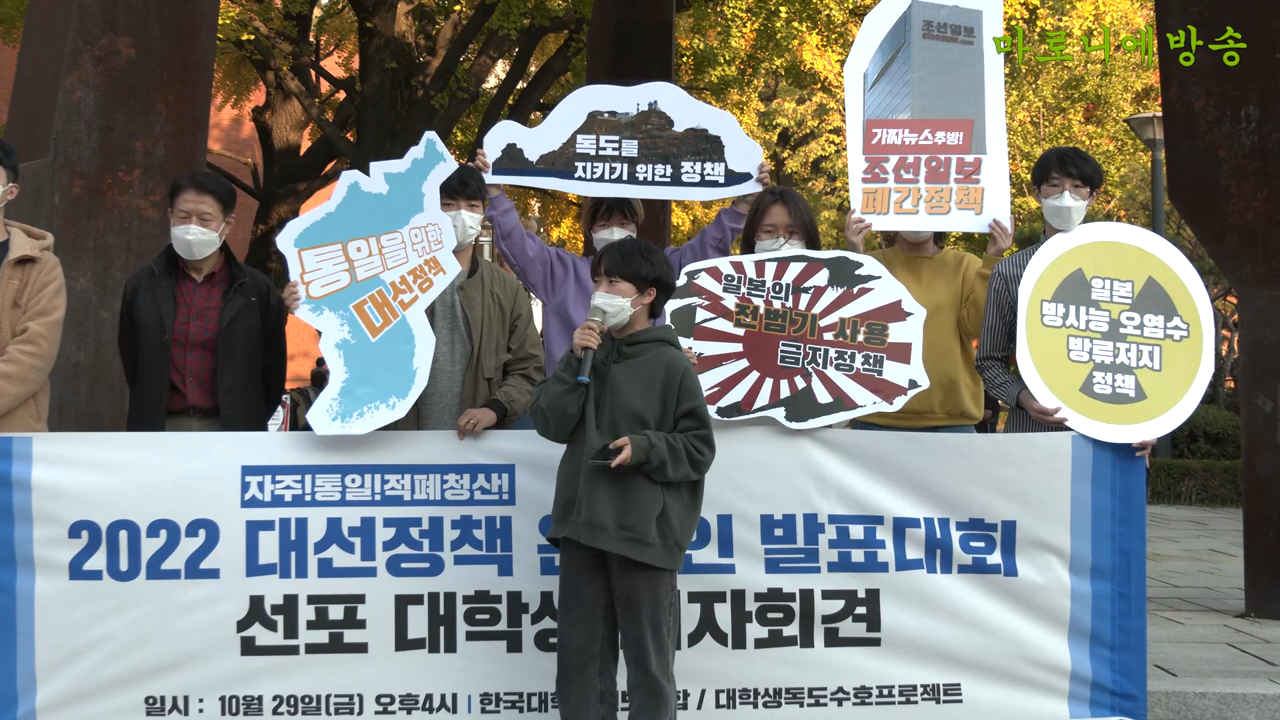 마로니에방송
조선일보
독도를
지키기 위한 정책
가짜뉴스추방!
조선일보
폐간정책
통일을 위한
대선정책
일본의
전범기 사용
금지정책
일본
방사능 오염수
방류저지
정책
자주!통일!적폐청산!
2022 대선정책 인 발표대회
선포 대학 자회견
일시 : 10월 29일(금) 오후4시 | 한국대학 / 대학생독도수호프로젝트